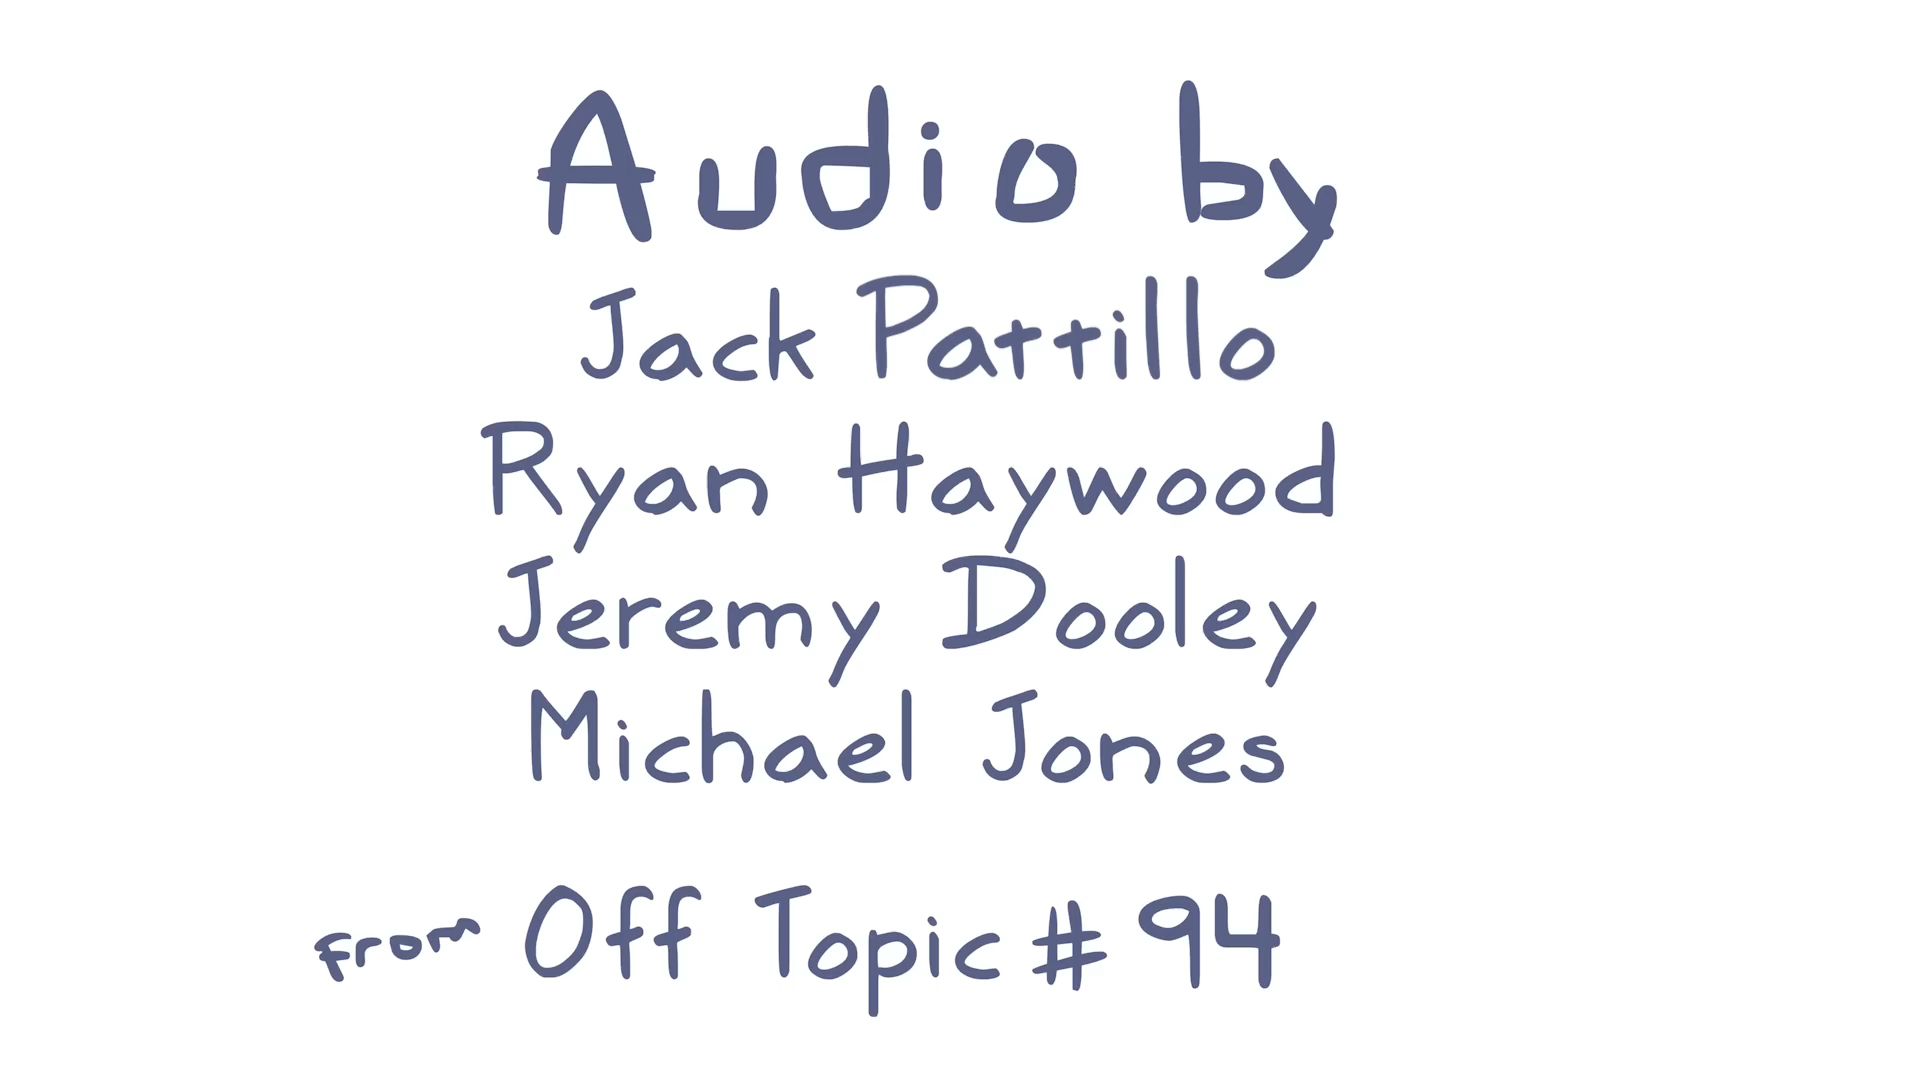 Audio by
Jack Pattillo
Ryan Haywood
Jeremy Dooley
Michael Jones
from Off Topic # 94